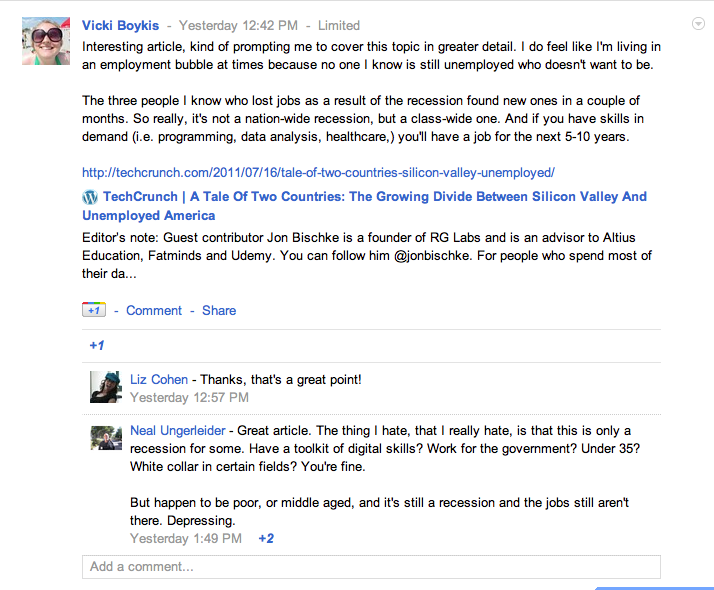 Vicki Boykis - Yesterday 12:42 PM - Limited
Interesting article, kind of prompting me to cover this topic in greater detail. I do feel like I'm living in
an employment bubble at times because no one I know is still unemployed who doesn't want to be.
The three people I know who lost jobs as a result of the recession found new ones in a couple of
months. So really, it's not a nation-wide recession, but a class-wide one. And if you have skills in
demand (i.e. programming, data analysis, healthcare,) you'll have a job for the next 5-10 years.
http://techcrunch.com/2011/07/16/tale-of-two-countries-silicon-valley-unemployed/
TechCrunch | A Tale Of Two Countries: The Growing Divide Between Silicon Valley And
Unemployed America
Editor's note: Guest contributor Jon Bischke is a founder of RG Labs and is an advisor to Altius
Education, Fatminds and Udemy. You can follow him @jonbischke. For people who spend most of
their da...
+1 - Comment - Share
+1
Liz Cohen - Thanks, that's a great point!
Yesterday 12:57 PM
Neal Ungerleider - Great article. The thing I hate, that I really hate, is that this is only a
recession for some. Have a toolkit of digital skills? Work for the government? Under 35?
White collar in certain fields? You're fine.
But happen to be poor, or middle aged, and it's still a recession and the jobs still aren't
there. Depressing.
Yesterday 1:49 PM +2
Add a comment...